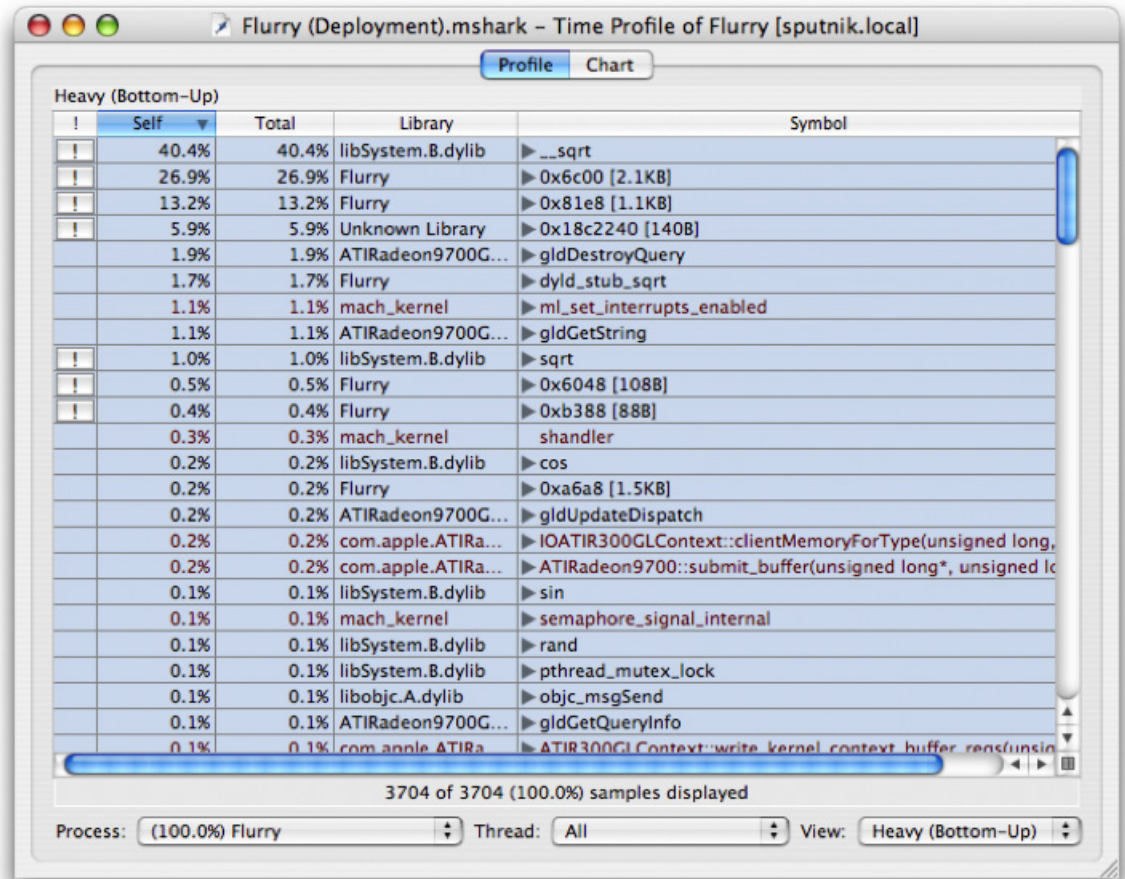 Flurry (Deployment).mshark – Time Profile of Flurry [sputnik.local]
Profile Chart
Heavy (Bottom-Up)
! Self Total Library Symbol
! 40.4% 40.4% libSystem.B.dylib __sqrt
! 26.9% 26.9% Flurry 0x6c00 [2.1KB]
! 13.2% 13.2% Flurry 0x81e8 [1.1KB]
! 5.9% 5.9% Unknown Library 0x18c2240 [140B]
1.9% 1.9% ATIRadeon9700G... gldDestroyQuery
1.7% 1.7% Flurry dyld_stub_sqrt
1.1% 1.1% mach_kernel ml_set_interrupts_enabled
1.1% 1.1% ATIRadeon9700G... gldGetString
! 1.0% 1.0% libSystem.B.dylib sqrt
! 0.5% 0.5% Flurry 0x6048 [108B]
! 0.4% 0.4% Flurry 0xb388 [88B]
0.3% 0.3% mach_kernel shandler
0.2% 0.2% libSystem.B.dylib cos
0.2% 0.2% Flurry 0xa6a8 [1.5KB]
0.2% 0.2% ATIRadeon9700G... gldUpdateDispatch
0.2% 0.2% com.apple.ATIRa... IOATIR300GLContext::clientMemoryForType(unsigned long,
0.2% 0.2% com.apple.ATIRa... ATIRadeon9700::submit_buffer(unsigned long*, unsigned lo
0.1% 0.1% libSystem.B.dylib sin
0.1% 0.1% mach_kernel semaphore_signal_internal
0.1% 0.1% libSystem.B.dylib rand
0.1% 0.1% libSystem.B.dylib pthread_mutex_lock
0.1% 0.1% libobjc.A.dylib objc_msgSend
0.1% 0.1% ATIRadeon9700G... gldGetQueryInfo
0.1% 0.1% com.apple.ATIRa... ATIR300GLContext::write_kernel_context_buffer_regs(unsig
3704 of 3704 (100.0%) samples displayed
Process: (100.0%) Flurry Thread: All View: Heavy (Bottom-Up)